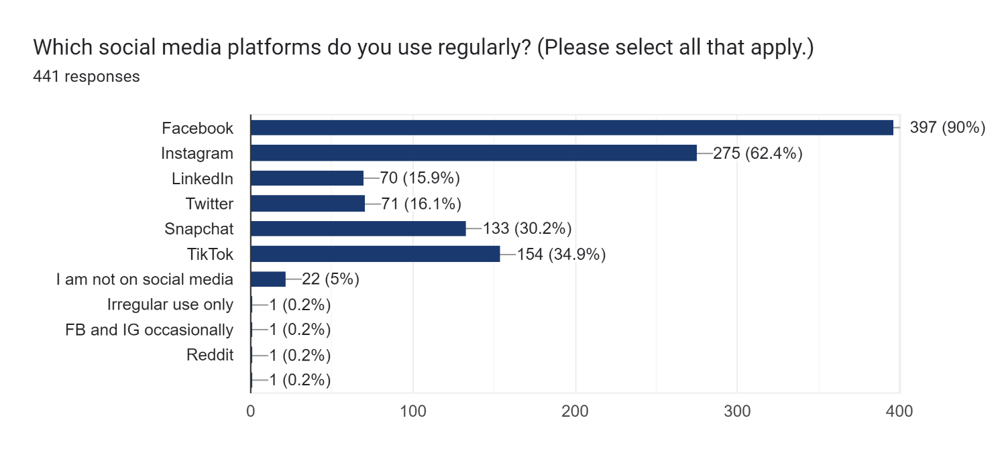 Which social media platforms do you use regularly? (Please select all that apply.)
441 responses
Facebook 397 (90%)
Instagram 275 (62.4%)
LinkedIn 70 (15.9%)
Twitter 71 (16.1%)
Snapchat 133 (30.2%)
TikTok 154 (34.9%)
I am not on social media 22 (5%)
Irregular use only 1 (0.2%)
FB and IG occasionally 1 (0.2%)
Reddit 1 (0.2%)
1 (0.2%)
0 100 200 300 400